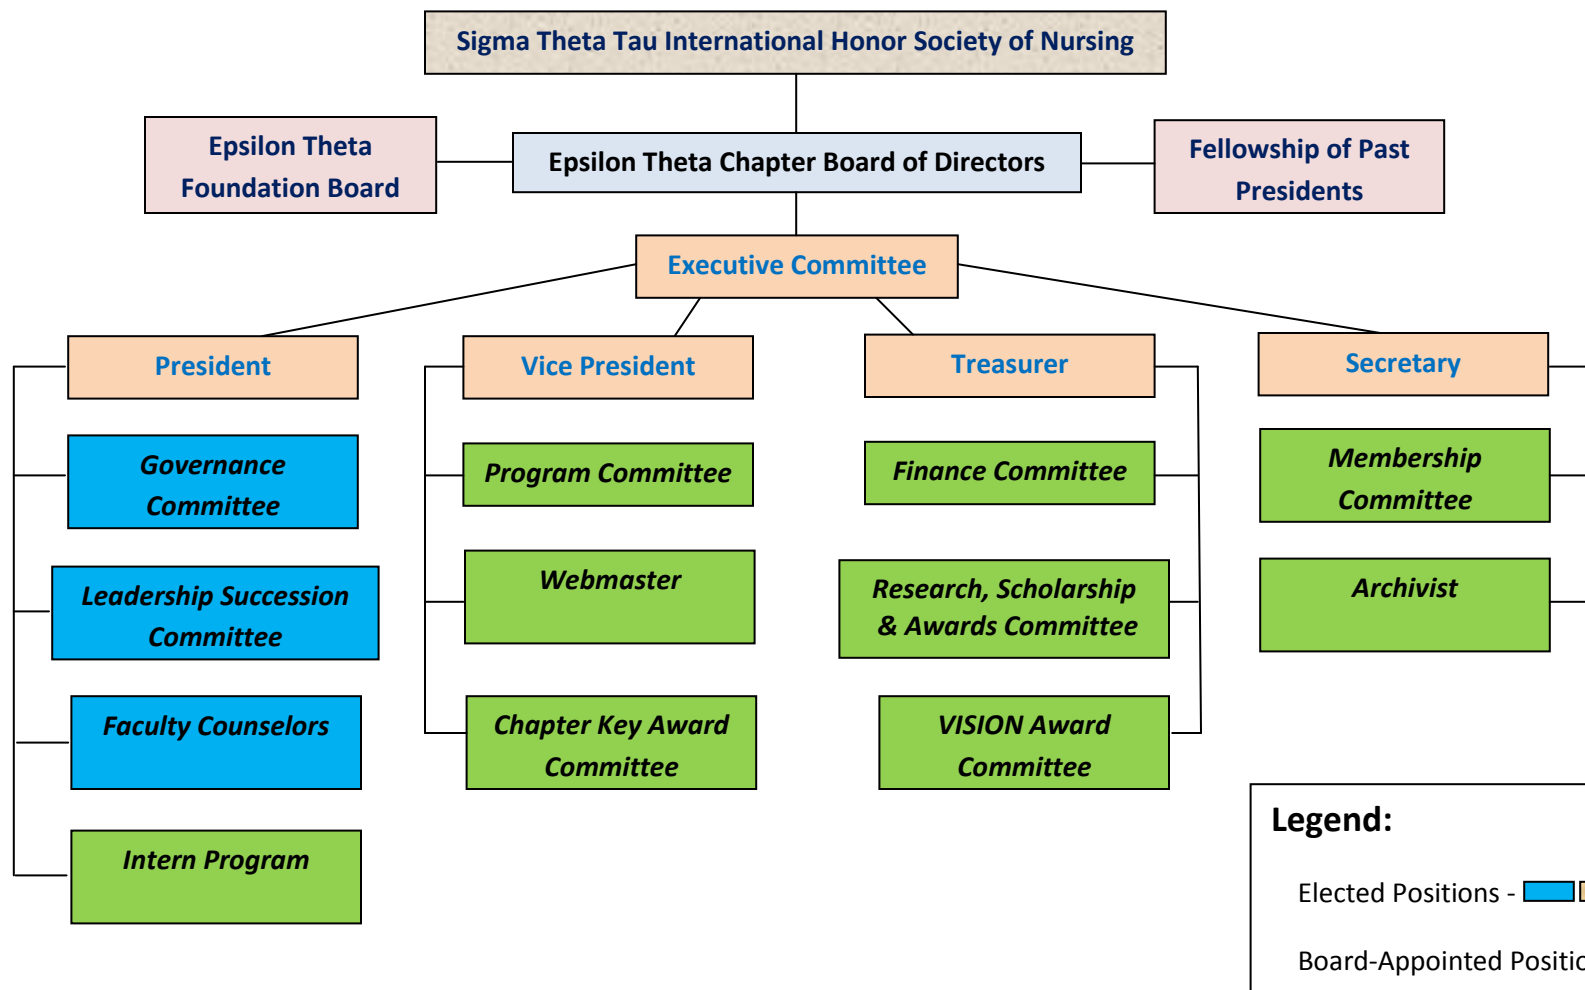 Sigma Theta Tau International Honor Society of Nursing
Epsilon Theta
Foundation Board
Epsilon Theta Chapter Board of Directors
Fellowship of Past
Presidents
Executive Committee
President
Vice President
Treasurer
Secretary
Governance
Committee
Program Committee
Finance Committee
Membership
Committee
Leadership Succession
Committee
Webmaster
Research, Scholarship
& Awards Committee
Archivist
Faculty Counselors
Chapter Key Award
Committee
VISION Award
Committee
Intern Program
Legend:
Elected Positions -
Board-Appointed